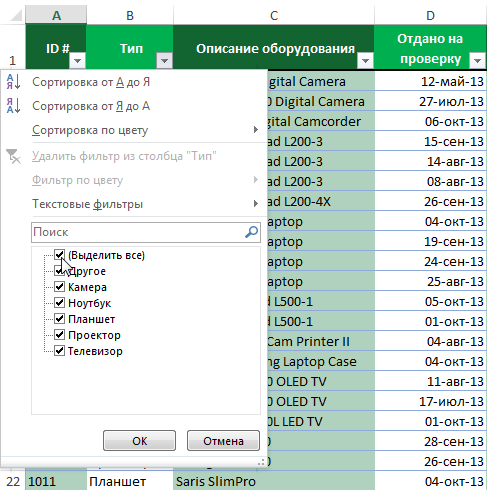 A B C D
1 ID # Тип Описание оборудования Отдано на проверку
Сортировка от А до Я
Сортировка от Я до А
Сортировка по цвету
Удалить фильтр из столбца "Тип"
Фильтр по цвету
Текстовые фильтры
Поиск
(Выделить все)
Другое
Камера
Ноутбук
Планшет
Проектор
Телевизор
ОК Отмена
gital Camera 12-май-13
0 Digital Camera 27-июл-13
gital Camcorder 06-окт-13
ad L200-3 15-сен-13
ad L200-3 14-авг-13
ad L200-3 08-авг-13
ad L200-4X 26-сен-13
aptop 04-окт-13
aptop 19-сен-13
aptop 24-сен-13
aptop 25-авг-13
d L500-1 05-окт-13
d L500-1 01-окт-13
Cam Printer II 04-авг-13
ng Laptop Case 04-окт-13
0 OLED TV 11-авг-13
0 OLED TV 17-июл-13
0L LED TV 01-окт-13
0 28-сен-13
0 26-сен-13
22 1011 Планшет Saris SlimPro 04-окт-13